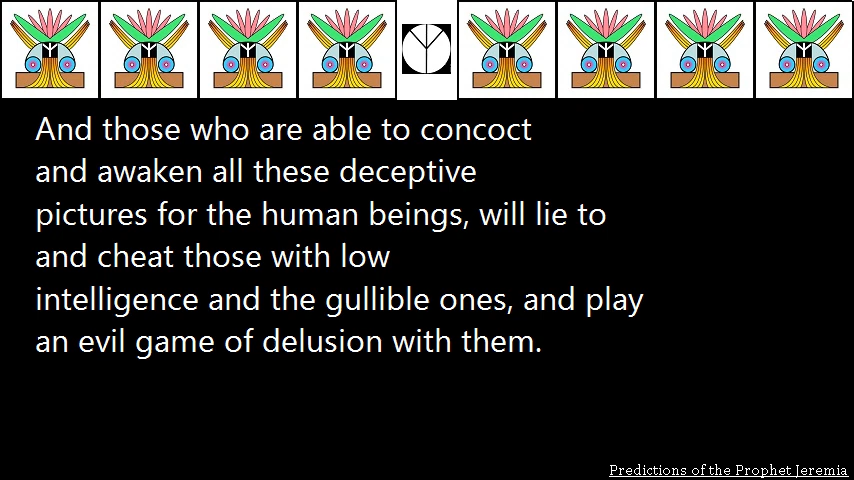 And those who are able to concoct
and awaken all these deceptive
pictures for the human beings, will lie to
and cheat those with low
intelligence and the gullible ones, and play
an evil game of delusion with them.
Predictions of the Prophet Jeremia